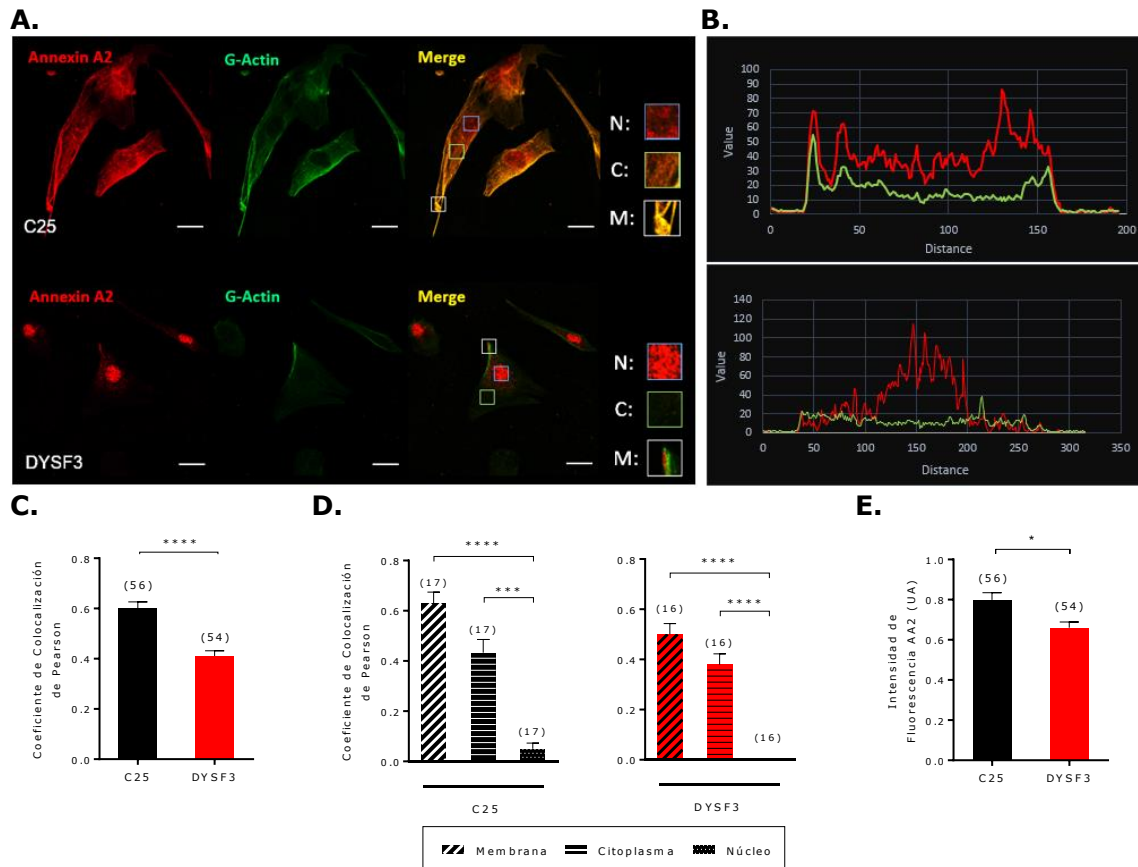 A.
Annexin A2 G-Actin Merge
N:
C:
M:
C25
Annexin A2 G-Actin Merge
N:
C:
M:
DYSF3
B.
100
90
80
70
60
50
40
30
20
10
0
Value
0 50 100 150 200
Distance
140
120
100
80
60
40
20
0
Value
0 50 100 150 200 250 300 350
Distance
C.
Coeficiente de Colocalización
de Pearson
0.8
0.6
0.4
0.2
0.0
****
(56)
(54)
C25 DYSF3
D.
Coeficiente de Colocalización
de Pearson
0.8
0.6
0.4
0.2
0.0
****
***
(17)
(17)
(17)
C25
0.8
0.6
0.4
0.2
0.0
****
****
(16)
(16)
(16)
DYSF3
Membrana Citoplasma Núcleo
E.
Intensidad de
Fluorescencia AA2 (UA)
1.0
0.8
0.6
0.4
0.2
0.0
*
(56)
(54)
C25 DYSF3